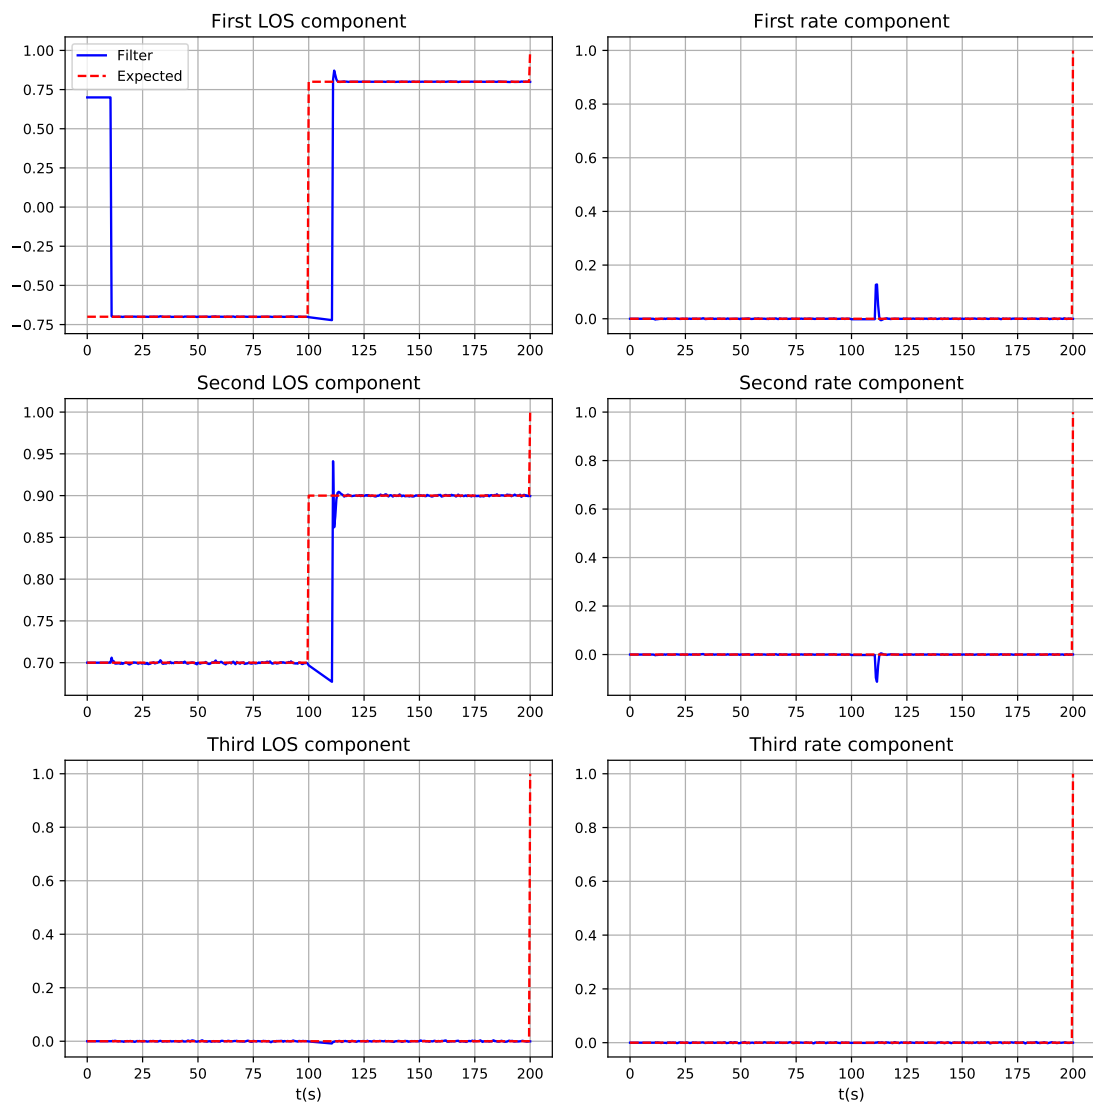 First LOS component
Filter
Expected
1.00
0.75
0.50
0.25
0.00
−0.25
−0.50
−0.75
0 25 50 75 100 125 150 175 200
First rate component
1.0
0.8
0.6
0.4
0.2
0.0
0 25 50 75 100 125 150 175 200
Second LOS component
1.00
0.95
0.90
0.85
0.80
0.75
0.70
0 25 50 75 100 125 150 175 200
Second rate component
1.0
0.8
0.6
0.4
0.2
0.0
0 25 50 75 100 125 150 175 200
Third LOS component
1.0
0.8
0.6
0.4
0.2
0.0
0 25 50 75 100 125 150 175 200
t(s)
Third rate component
1.0
0.8
0.6
0.4
0.2
0.0
0 25 50 75 100 125 150 175 200
t(s)